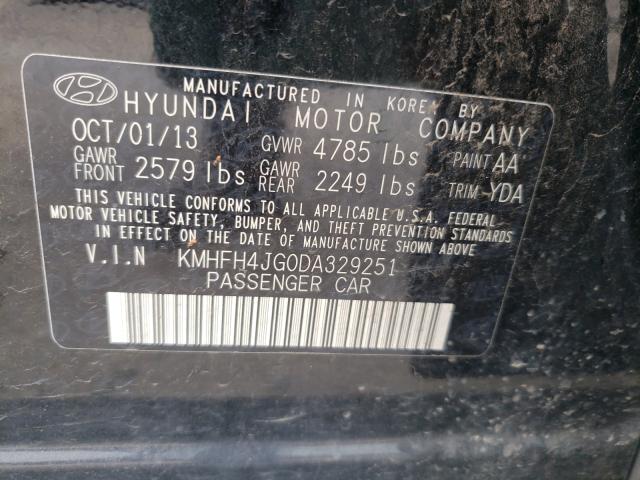 MANUFACTURED IN KOREA BY
HYUNDAI MOTOR COMPANY
OCT/01/13 GVWR 4785 lbs PAINT AA
GAWR FRONT 2579 lbs GAWR REAR 2249 lbs TRIM YDA
THIS VEHICLE CONFORMS TO ALL APPLICABLE U.S.A. FEDERAL
MOTOR VEHICLE SAFETY, BUMPER, AND THEFT PREVENTION STANDARDS
IN EFFECT ON THE DATE OF MANUFACTURE SHOWN ABOVE
V.I.N KMHFH4JG0DA329251
PASSENGER CAR